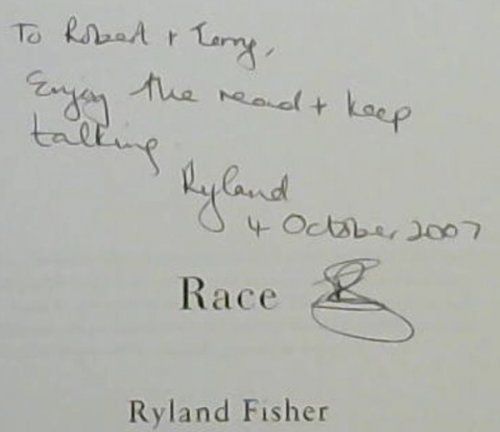 To Robert + Terry,
Enjoy the read + keep
talking
Ryland
4 October 2007
Race
Ryland Fisher